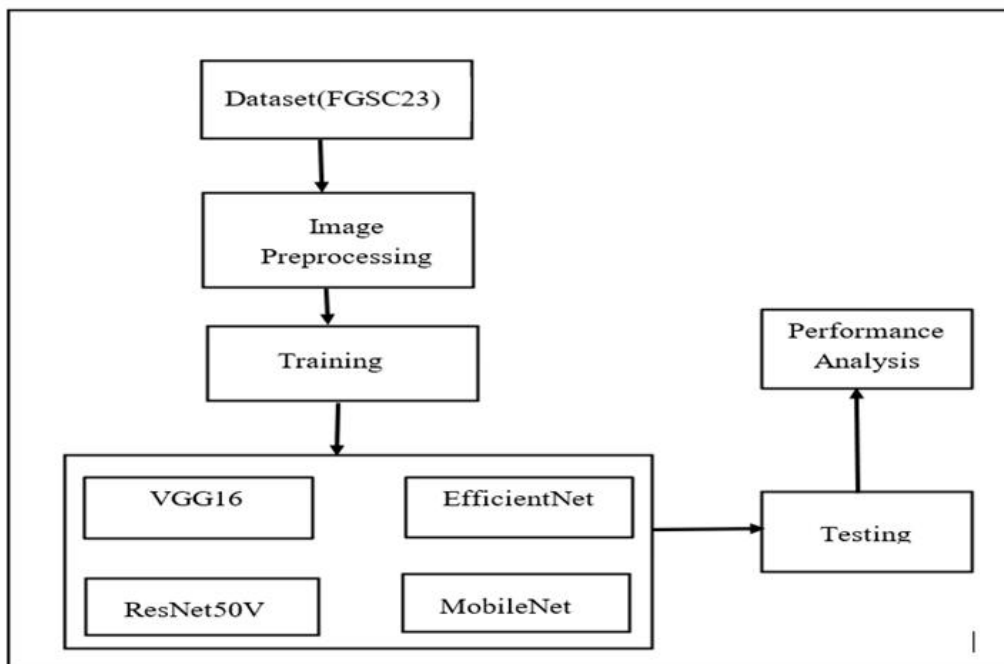 Dataset(FGSC23)
Image
Preprocessing
Training
VGG16
EfficientNet
ResNet50V
MobileNet
Performance
Analysis
Testing